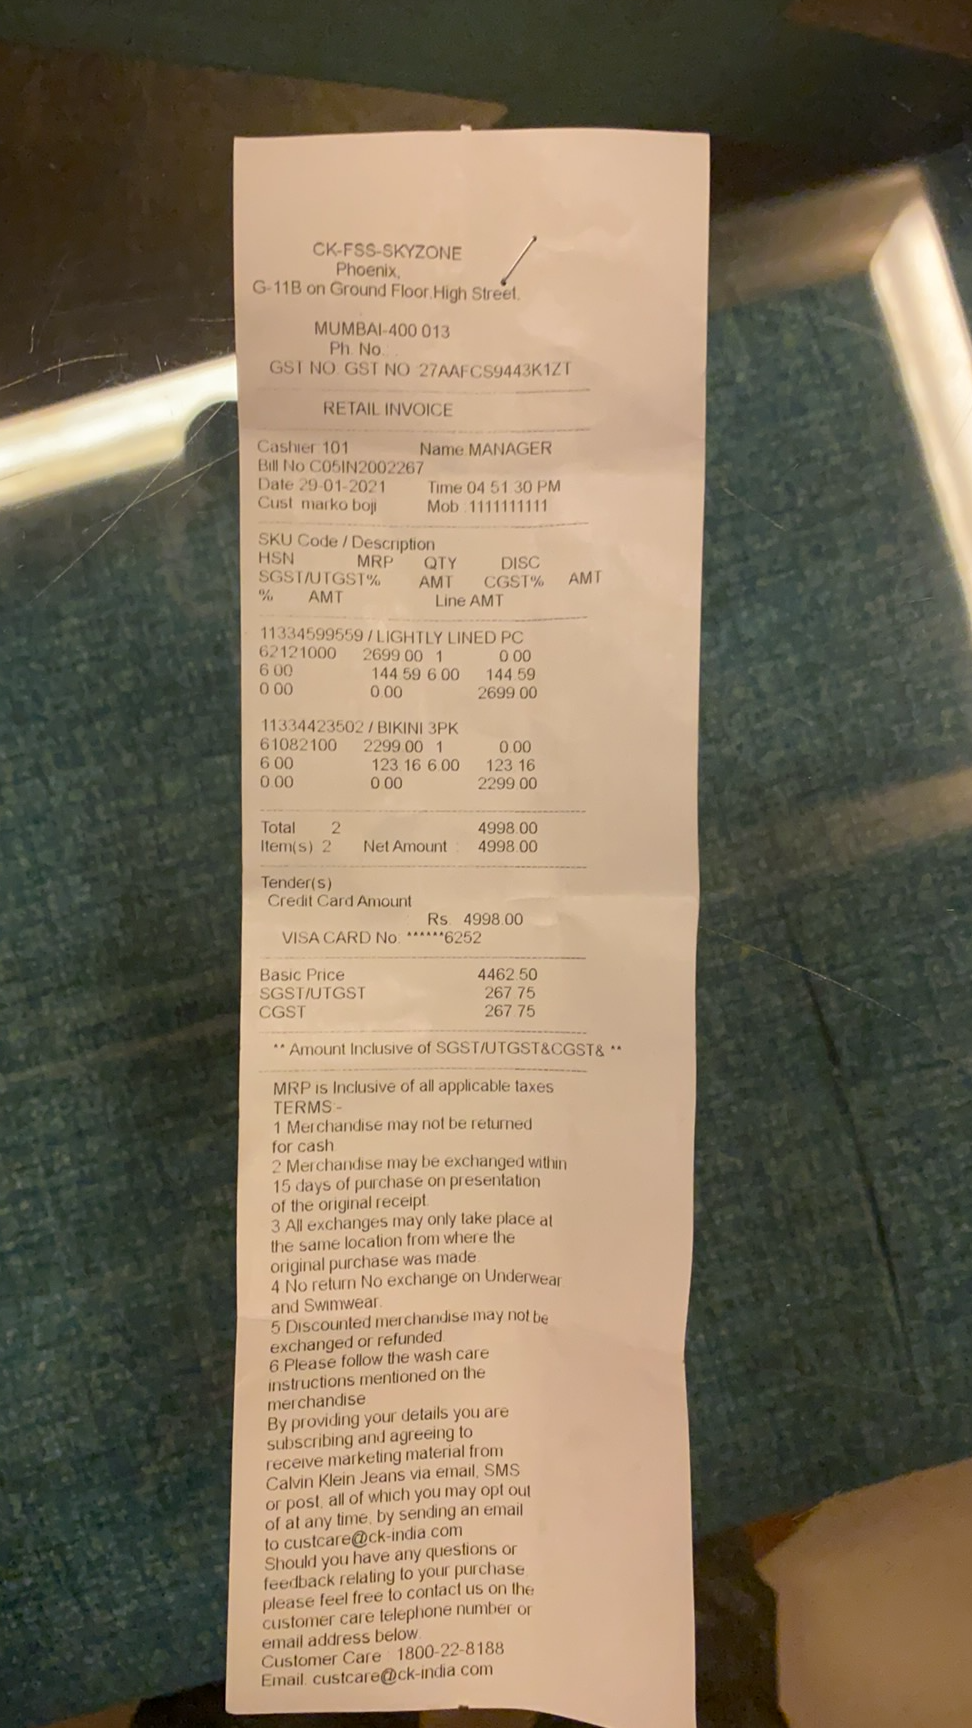 CK-FSS-SKYZONE
Phoenix,
G-11B on Ground Floor,High Street.
MUMBAI-400 013
Ph. No.:
GST NO. GST NO 27AAFCS9443K1ZT
RETAIL INVOICE
Cashier:101 Name MANAGER
Bill No C05IN2002267
Date 29-01-2021 Time 04 51 30 PM
Cust marko boji Mob 1111111111
SKU Code / Description
HSN MRP QTY DISC
SGST/UTGST% AMT CGST% AMT
% AMT Line AMT
11334599559 / LIGHTLY LINED PC
62121000 2699.00 1 0.00
6.00 144.59 6.00 144.59
0.00 0.00 2699.00
11334423502 / BIKINI 3PK
61082100 2299.00 1 0.00
6.00 123.16 6.00 123.16
0.00 0.00 2299.00
Total 2 4998.00
Item(s) 2 Net Amount : 4998.00
Tender(s)
Credit Card Amount
Rs. 4998.00
VISA CARD No. ******6252
Basic Price 4462.50
SGST/UTGST 267.75
CGST 267.75
** Amount Inclusive of SGST/UTGST&CGST& **
MRP is Inclusive of all applicable taxes
TERMS:-
1 Merchandise may not be returned
for cash
2 Merchandise may be exchanged within
15 days of purchase on presentation
of the original receipt.
3 All exchanges may only take place at
the same location from where the
original purchase was made.
4 No return No exchange on Underwear
and Swimwear.
5 Discounted merchandise may not be
exchanged or refunded.
6 Please follow the wash care
instructions mentioned on the
merchandise
By providing your details you are
subscribing and agreeing to
receive marketing material from
Calvin Klein Jeans via email, SMS
or post, all of which you may opt out
of at any time, by sending an email
to custcare@ck-india.com
Should you have any questions or
feedback relating to your purchase
please feel free to contact us on the
customer care telephone number or
email address below.
Customer Care : 1800-22-8188
Email. custcare@ck-india.com